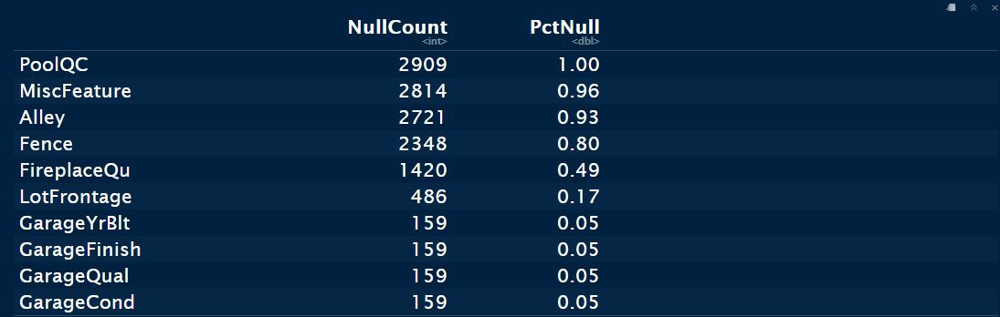 NullCount PctNull
<int> <dbl>
PoolQC 2909 1.00
MiscFeature 2814 0.96
Alley 2721 0.93
Fence 2348 0.80
FireplaceQu 1420 0.49
LotFrontage 486 0.17
GarageYrBlt 159 0.05
GarageFinish 159 0.05
GarageQual 159 0.05
GarageCond 159 0.05